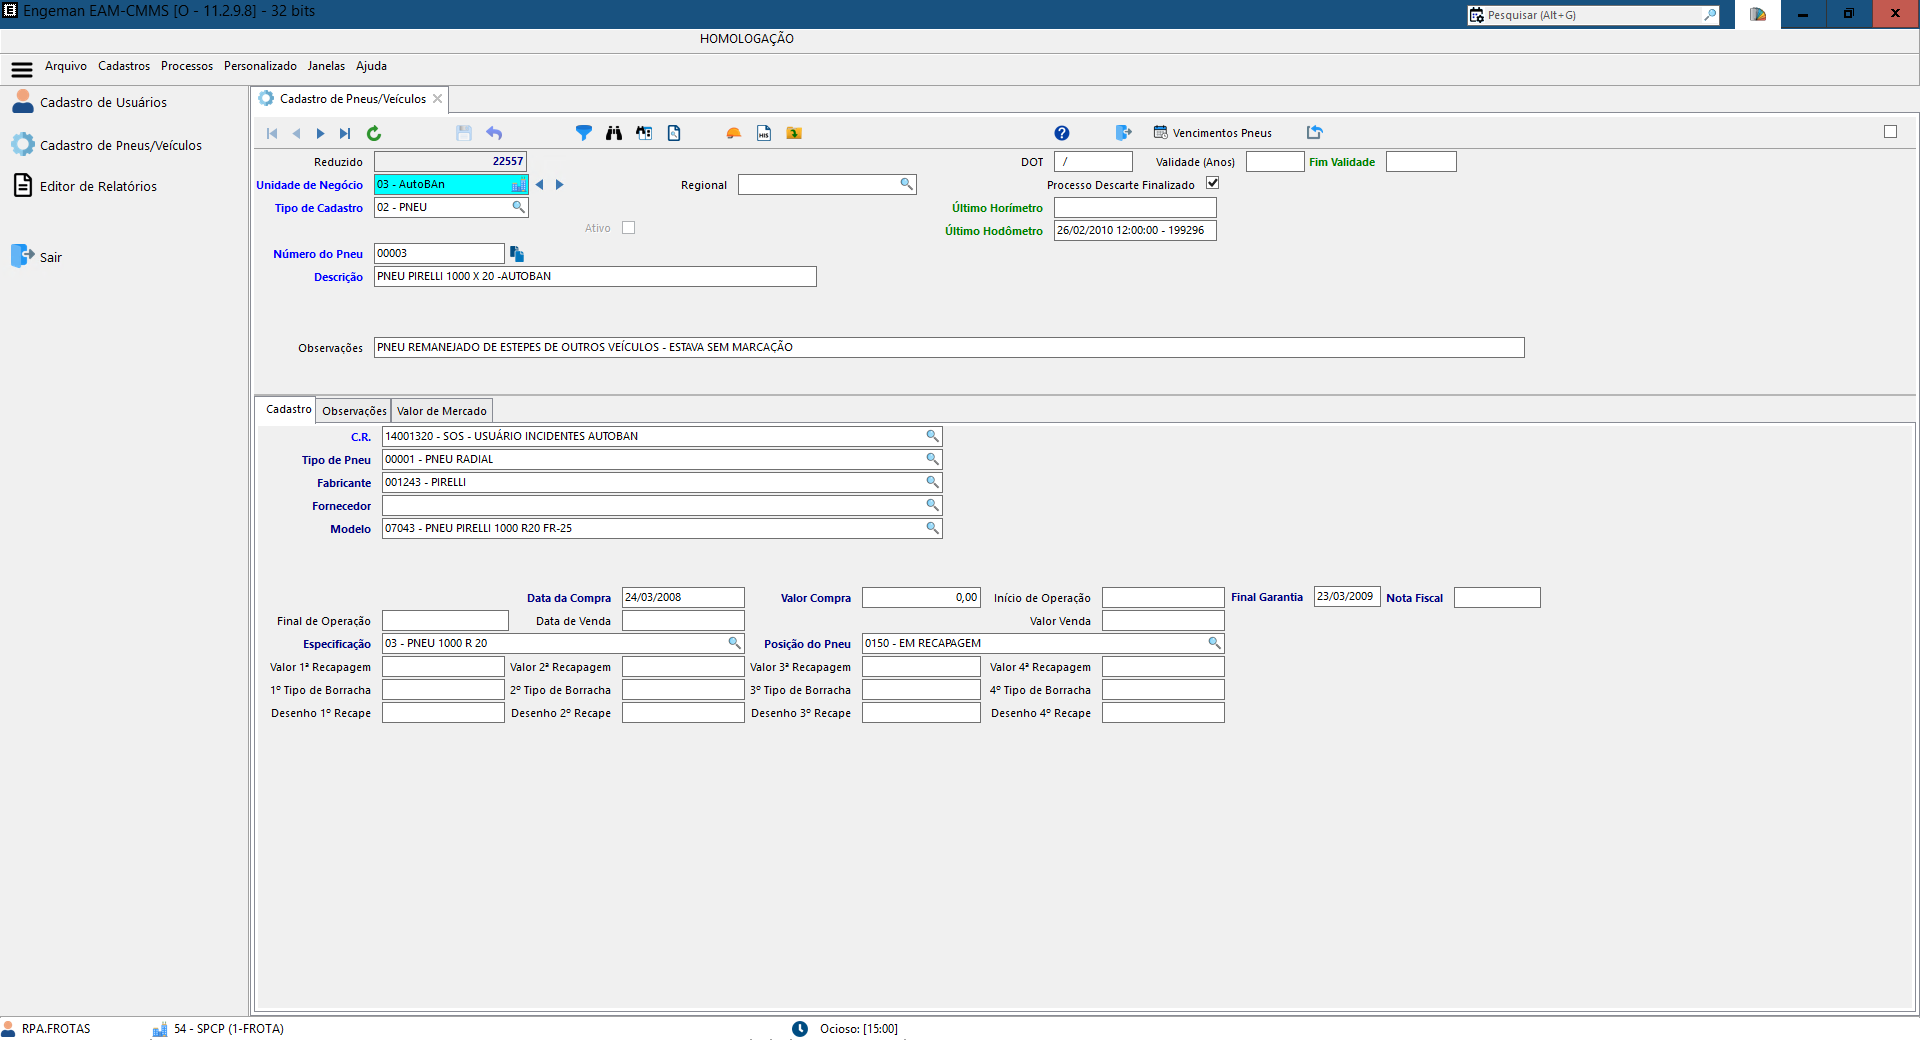 Engeman EAM-CMMS [O - 11.2.9.8] - 32 bits
Pesquisar (Alt+G)
HOMOLOGAÇÃO
Arquivo Cadastros Processos Personalizado Janelas Ajuda
Cadastro de Usuários
Cadastro de Pneus/Veículos
Editor de Relatórios
Sair
Cadastro de Pneus/Veículos
HIS
Vencimentos Pneus
Reduzido 22557 DOT / Validade (Anos) Fim Validade
Unidade de Negócio 03 - AutoBAn Regional Processo Descarte Finalizado
Tipo de Cadastro 02 - PNEU Último Horímetro
Ativo Último Hodômetro 26/02/2010 12:00:00 - 199296
Número do Pneu 00003
Descrição PNEU PIRELLI 1000 X 20 -AUTOBAN
Observações PNEU REMANEJADO DE ESTEPES DE OUTROS VEÍCULOS - ESTAVA SEM MARCAÇÃO
Cadastro Observações Valor de Mercado
C.R. 14001320 - SOS - USUÁRIO INCIDENTES AUTOBAN
Tipo de Pneu 00001 - PNEU RADIAL
Fabricante 001243 - PIRELLI
Fornecedor
Modelo 07043 - PNEU PIRELLI 1000 R20 FR-25
Data da Compra 24/03/2008 Valor Compra 0,00 Início de Operação Final Garantia 23/03/2009 Nota Fiscal
Final de Operação Data de Venda Valor Venda
Especificação 03 - PNEU 1000 R 20 Posição do Pneu 0150 - EM RECAPAGEM
Valor 1ª Recapagem Valor 2ª Recapagem Valor 3ª Recapagem Valor 4ª Recapagem
1º Tipo de Borracha 2º Tipo de Borracha 3º Tipo de Borracha 4º Tipo de Borracha
Desenho 1º Recape Desenho 2º Recape Desenho 3º Recape Desenho 4º Recape
RPA.FROTAS 54 - SPCP (1-FROTA) Ocioso: [15:00]